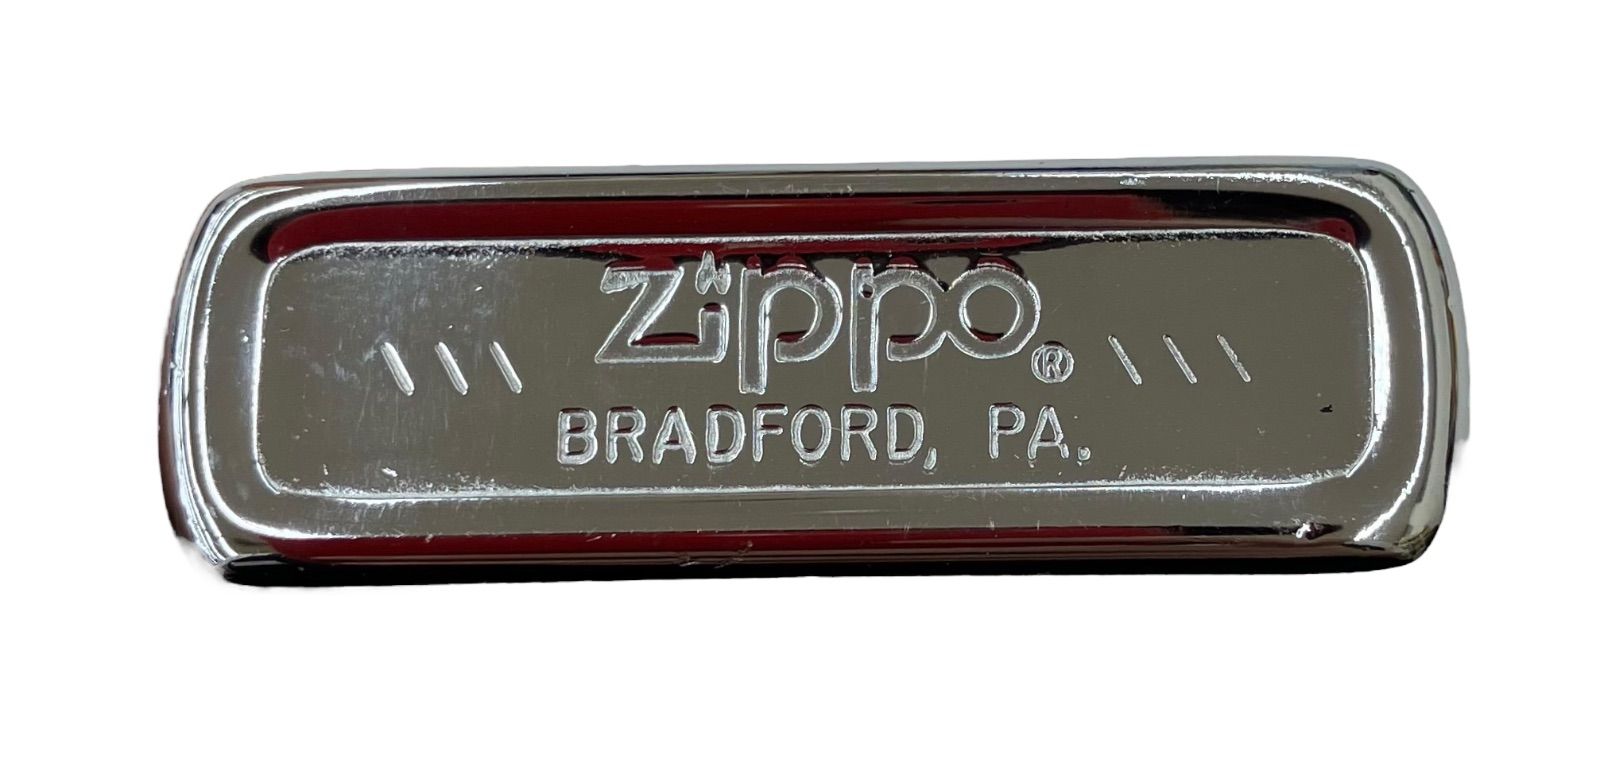 \\\ Zippo® \\\
BRADFORD, PA.